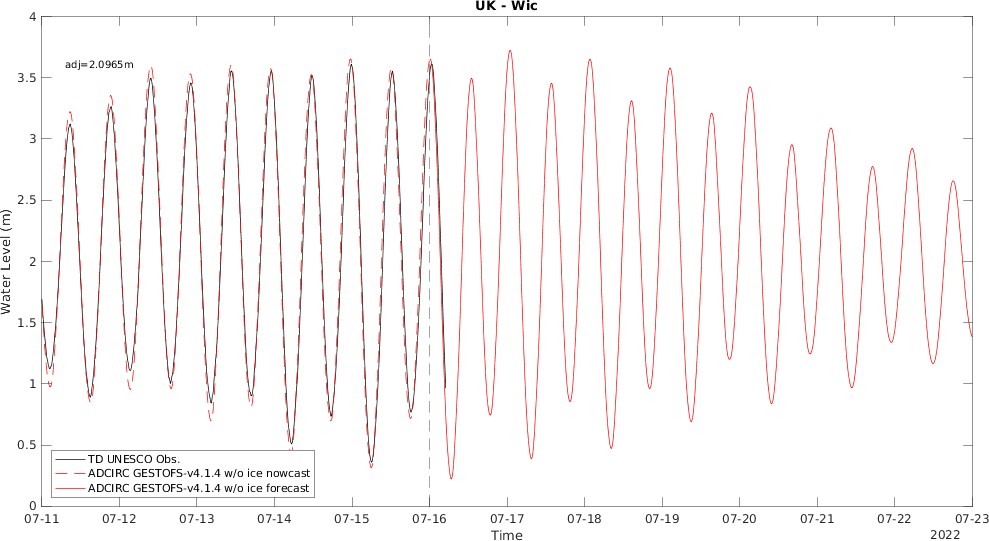 UK - Wic
4
adj=2.0965m
3.5
3
2.5
2
1.5
1
0.5
0
Water Level (m)
TD UNESCO Obs.
ADCIRC GESTOFS-v4.1.4 w/o ice nowcast
ADCIRC GESTOFS-v4.1.4 w/o ice forecast
07-11 07-12 07-13 07-14 07-15 07-16 07-17 07-18 07-19 07-20 07-21 07-22 07-23
Time
2022